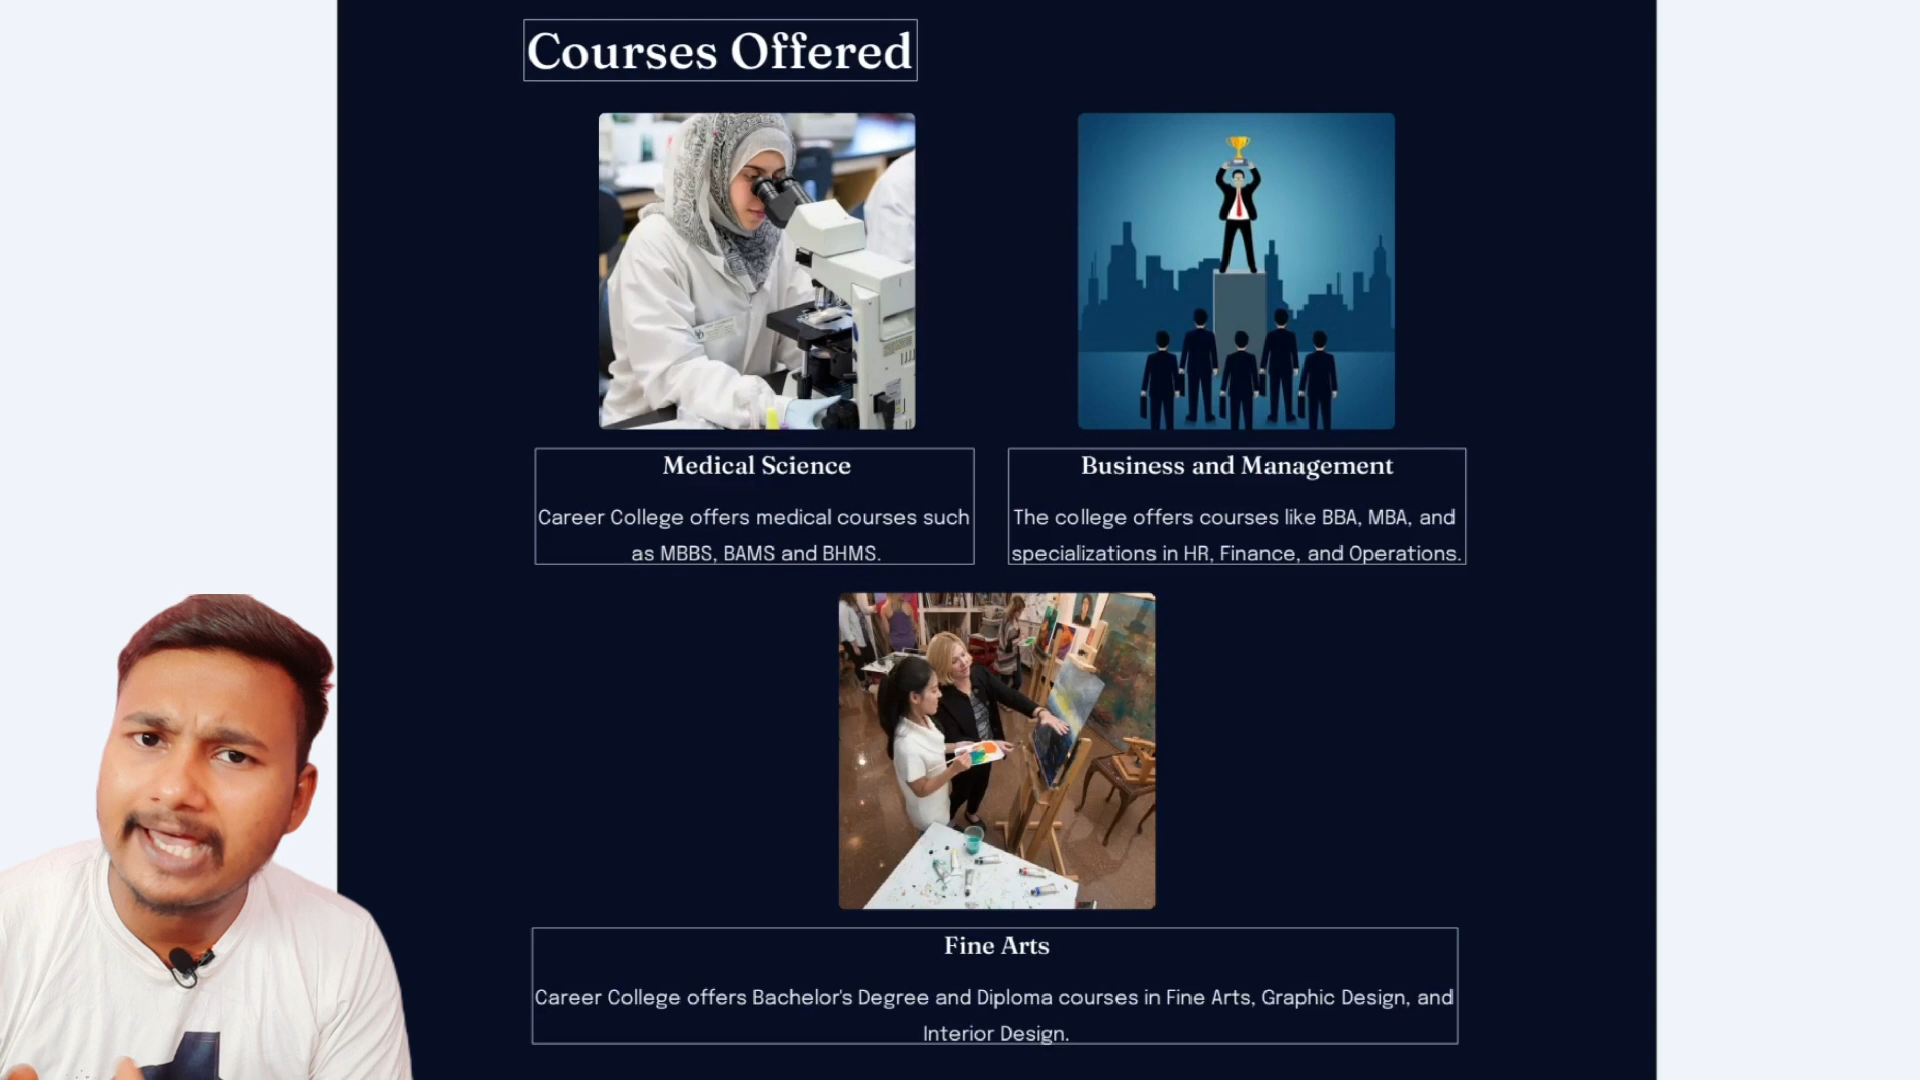 Courses Offered
Medical Science
Career College offers medical courses such
as MBBS, BAMS and BHMS.
Business and Management
The college offers courses like BBA, MBA, and
specializations in HR, Finance, and Operations.
Fine Arts
Career College offers Bachelor's Degree and Diploma courses in Fine Arts, Graphic Design, and
Interior Design.